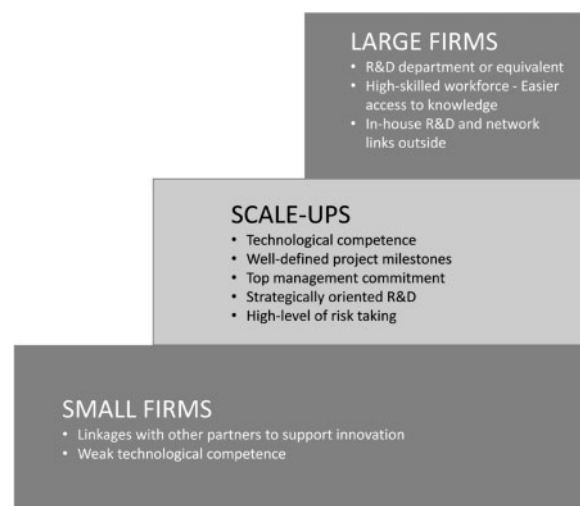 LARGE FIRMS
• R&D department or equivalent
• High-skilled workforce - Easier
access to knowledge
• In-house R&D and network
links outside
SCALE-UPS
• Technological competence
• Well-defined project milestones
• Top management commitment
• Strategically oriented R&D
• High-level of risk taking
SMALL FIRMS
• Linkages with other partners to support innovation
• Weak technological competence